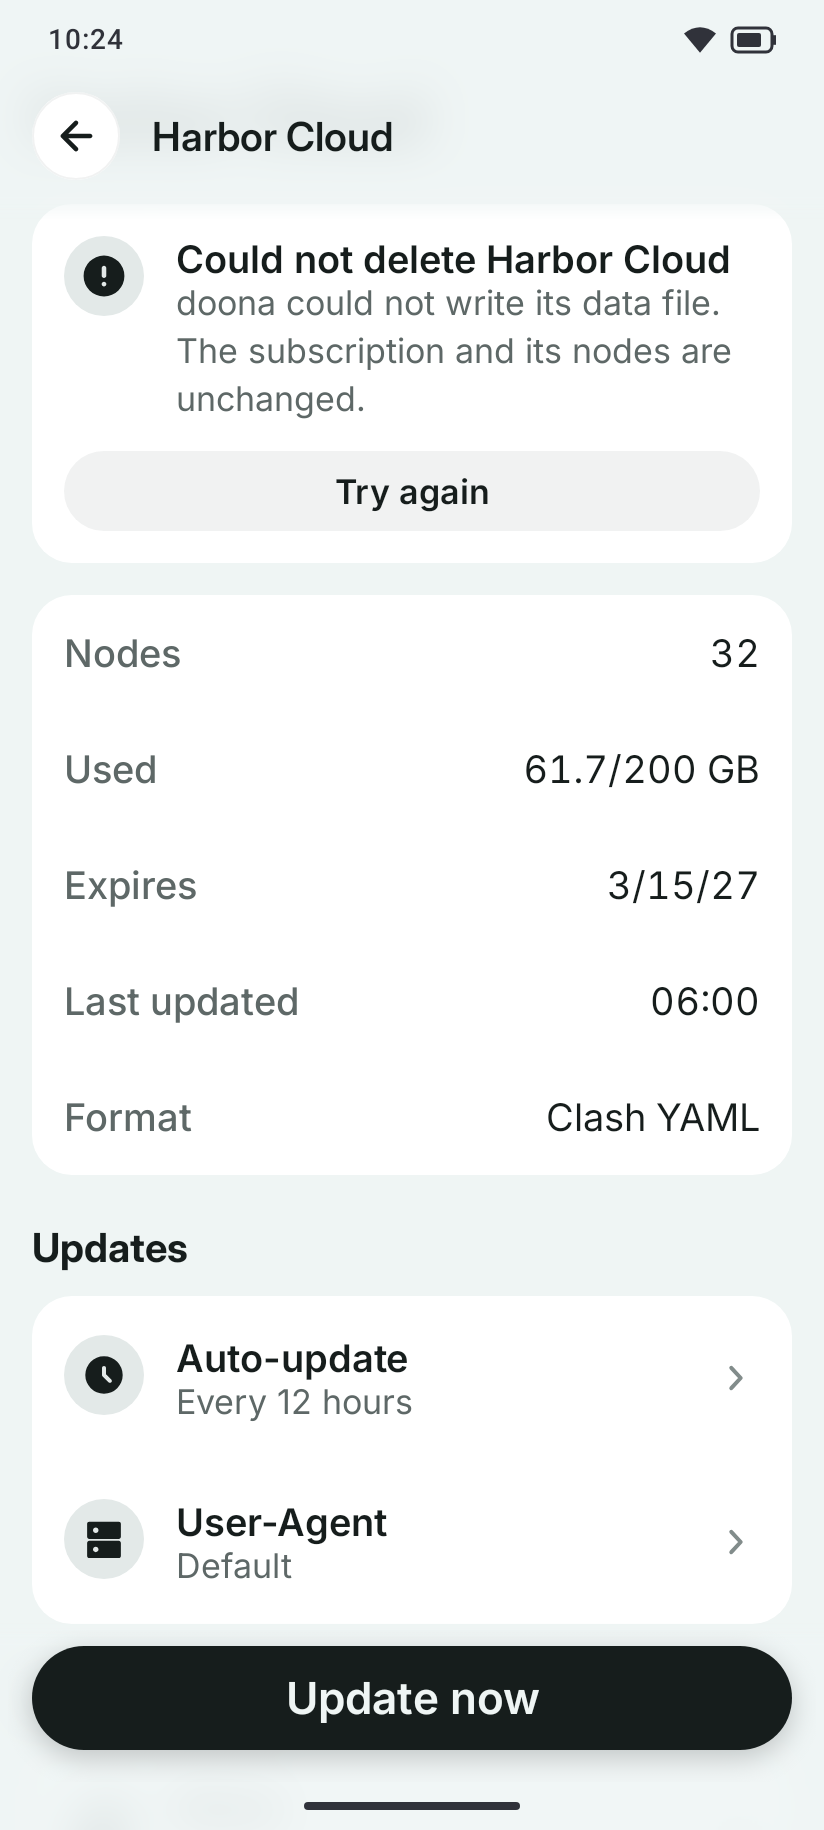 10:24
Harbor Cloud
Could not delete Harbor Cloud
doona could not write its data file.
The subscription and its nodes are
unchanged.
Try again
Nodes 32
Used 61.7/200 GB
Expires 3/15/27
Last updated 06:00
Format Clash YAML
Updates
Auto-update
Every 12 hours
User-Agent
Default
Update now